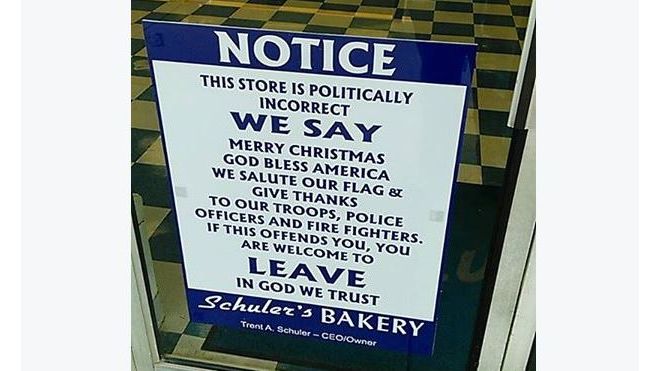 NOTICE
THIS STORE IS POLITICALLY
INCORRECT
WE SAY
MERRY CHRISTMAS
GOD BLESS AMERICA
WE SALUTE OUR FLAG &
GIVE THANKS
TO OUR TROOPS, POLICE
OFFICERS AND FIRE FIGHTERS.
IF THIS OFFENDS YOU, YOU
ARE WELCOME TO
LEAVE
IN GOD WE TRUST
Schuler's BAKERY
Trent A. Schuler – CEO/Owner